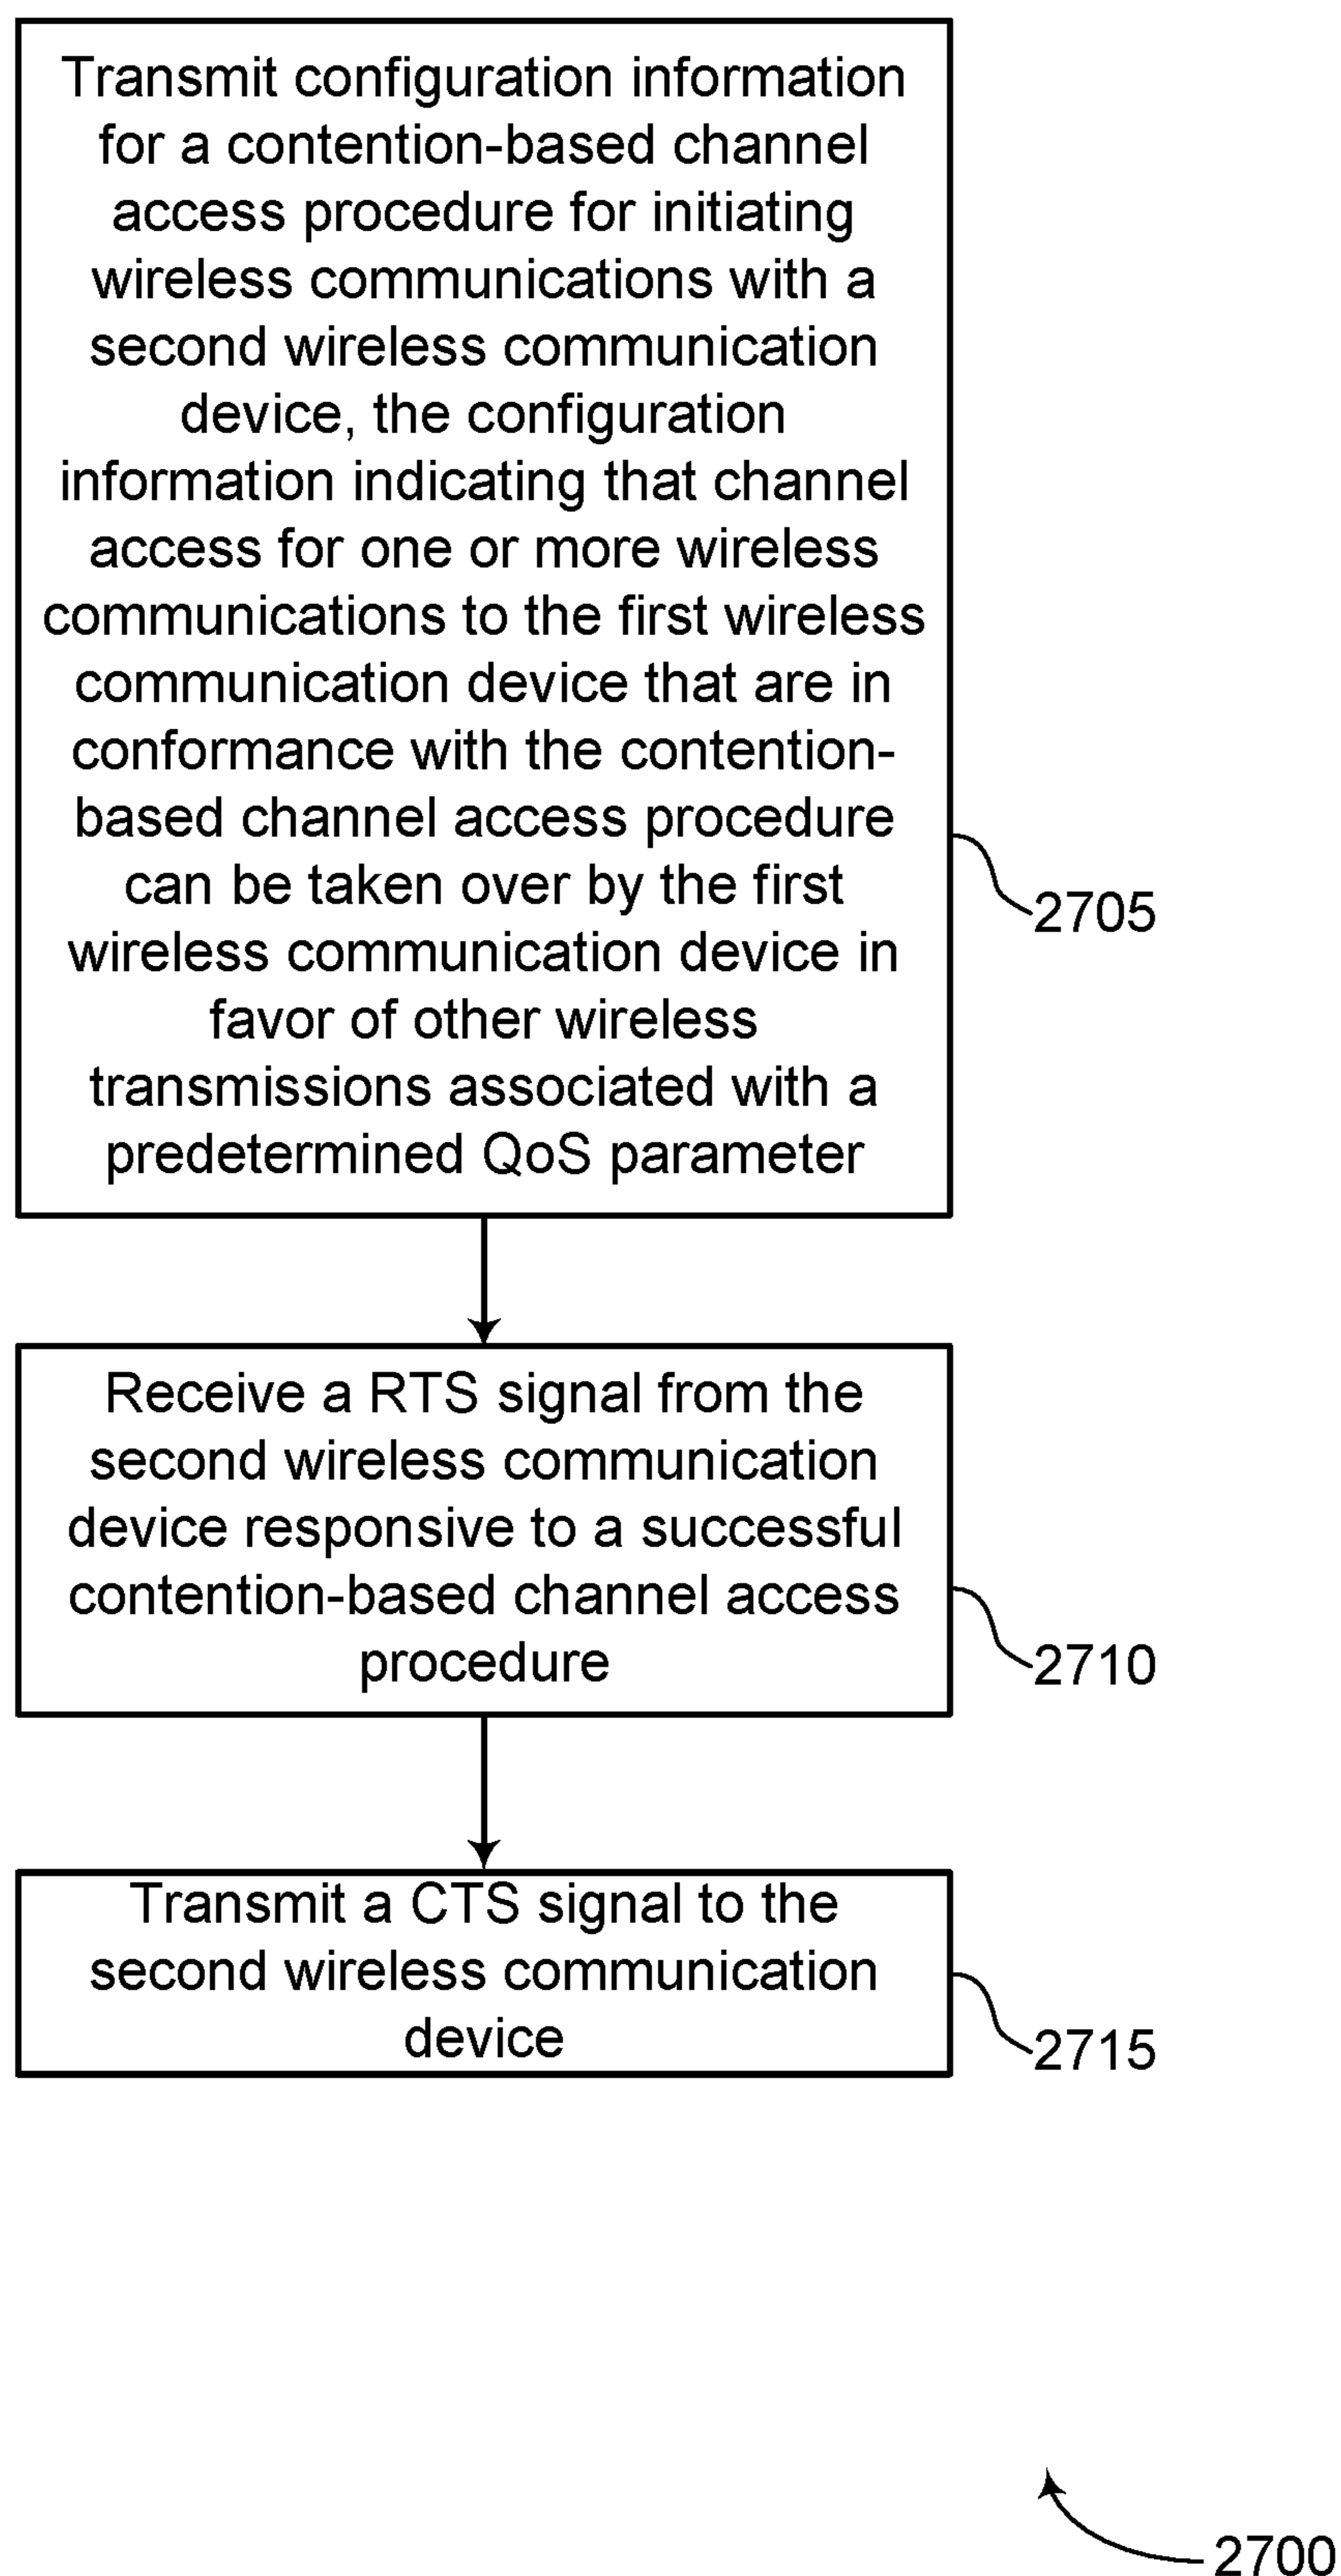 Transmit configuration information
for a contention-based channel
access procedure for initiating
wireless communications with a
second wireless communication
device, the configuration
information indicating that channel
access for one or more wireless
communications to the first wireless
communication device that are in
conformance with the contention-
based channel access procedure
can be taken over by the first
wireless communication device in
favor of other wireless
transmissions associated with a
predetermined QoS parameter
2705
Receive a RTS signal from the
second wireless communication
device responsive to a successful
contention-based channel access
procedure
2710
Transmit a CTS signal to the
second wireless communication
device
2715
2700